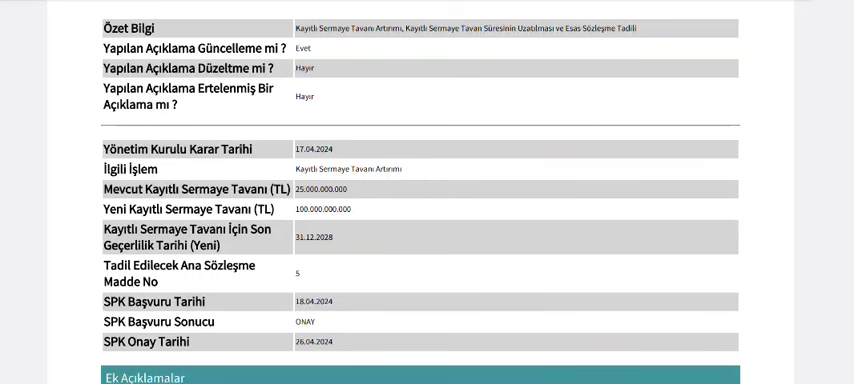 Özet Bilgi Kayıtlı Sermaye Tavanı Artırımı, Kayıtlı Sermaye Tavan Süresinin Uzatılması ve Esas Sözleşme Tadili
Yapılan Açıklama Güncelleme mi ? Evet
Yapılan Açıklama Düzeltme mi ? Hayır
Yapılan Açıklama Ertelenmiş Bir
Açıklama mı ? Hayır
Yönetim Kurulu Karar Tarihi 17.04.2024
İlgili İşlem Kayıtlı Sermaye Tavanı Artırımı
Mevcut Kayıtlı Sermaye Tavanı (TL) 25.000.000.000
Yeni Kayıtlı Sermaye Tavanı (TL) 100.000.000.000
Kayıtlı Sermaye Tavanı İçin Son
Geçerlilik Tarihi (Yeni) 31.12.2028
Tadil Edilecek Ana Sözleşme
Madde No 5
SPK Başvuru Tarihi 18.04.2024
SPK Başvuru Sonucu ONAY
SPK Onay Tarihi 26.04.2024
Ek Açıklamalar